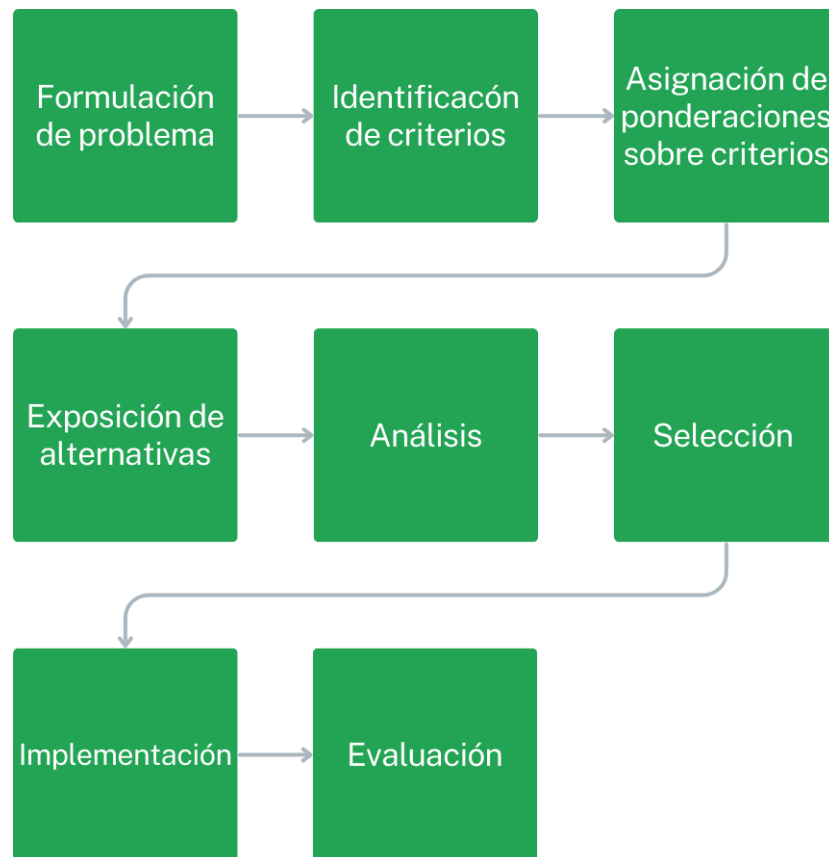 Formulación
de problema
Identificacón
de criterios
Asignación de
ponderaciones
sobre criterios
Exposición de
alternativas
Análisis
Selección
Implementación
Evaluación